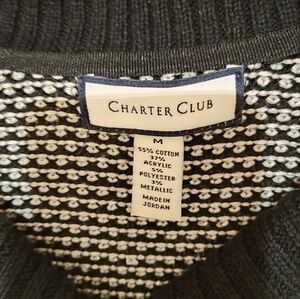 CHARTER CLUB
M
55% COTTON
37%
ACRYLIC
5%
POLYESTER
3%
METALLIC
MADE IN
JORDAN